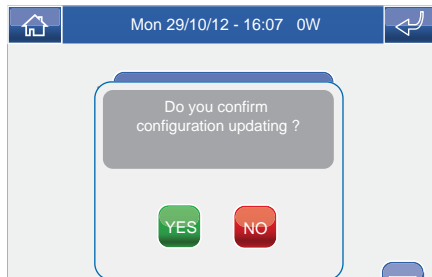 Mon 29/10/12 - 16:07 0W
Do you confirm
configuration updating ?
YES NO